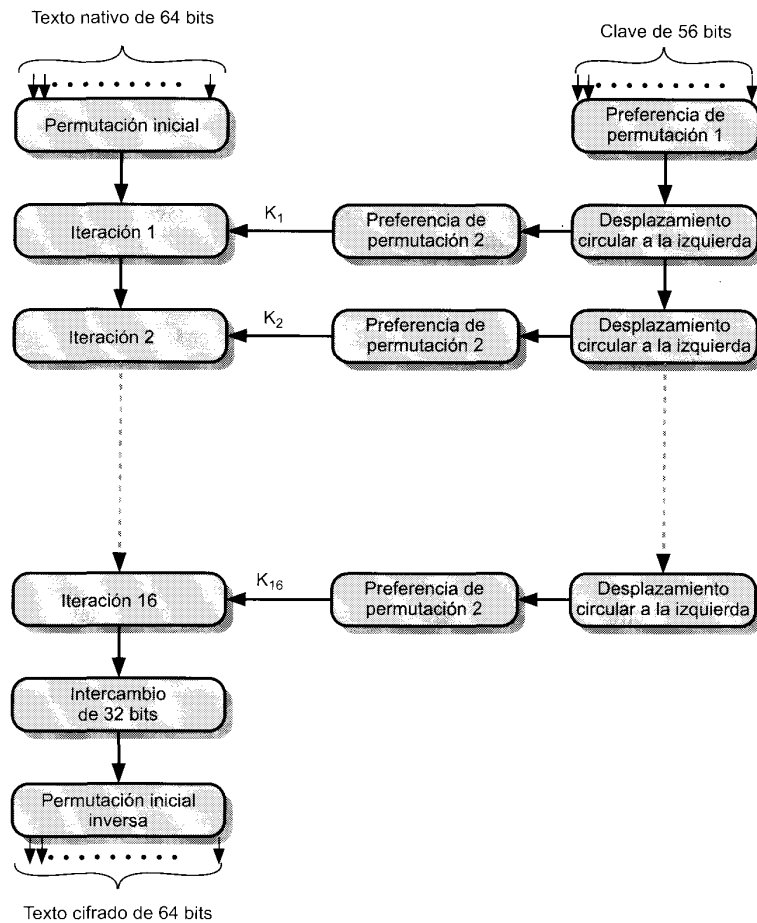 Texto nativo de 64 bits
Clave de 56 bits
Permutación inicial
Preferencia de
permutación 1
Iteración 1
K1
Preferencia de
permutación 2
Desplazamiento
circular a la izquierda
Iteración 2
K2
Preferencia de
permutación 2
Desplazamiento
circular a la izquierda
Iteración 16
K16
Preferencia de
permutación 2
Desplazamiento
circular a la izquierda
Intercambio
de 32 bits
Permutación inicial
inversa
Texto cifrado de 64 bits